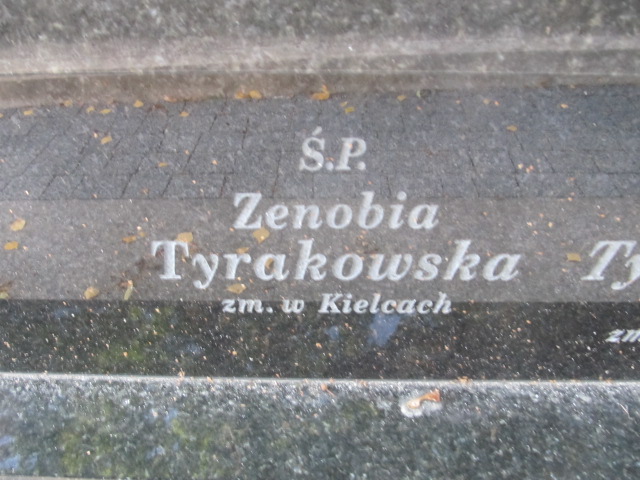 Ś.P.
Zenobia
Tyrakowska
zm. w Kielcach